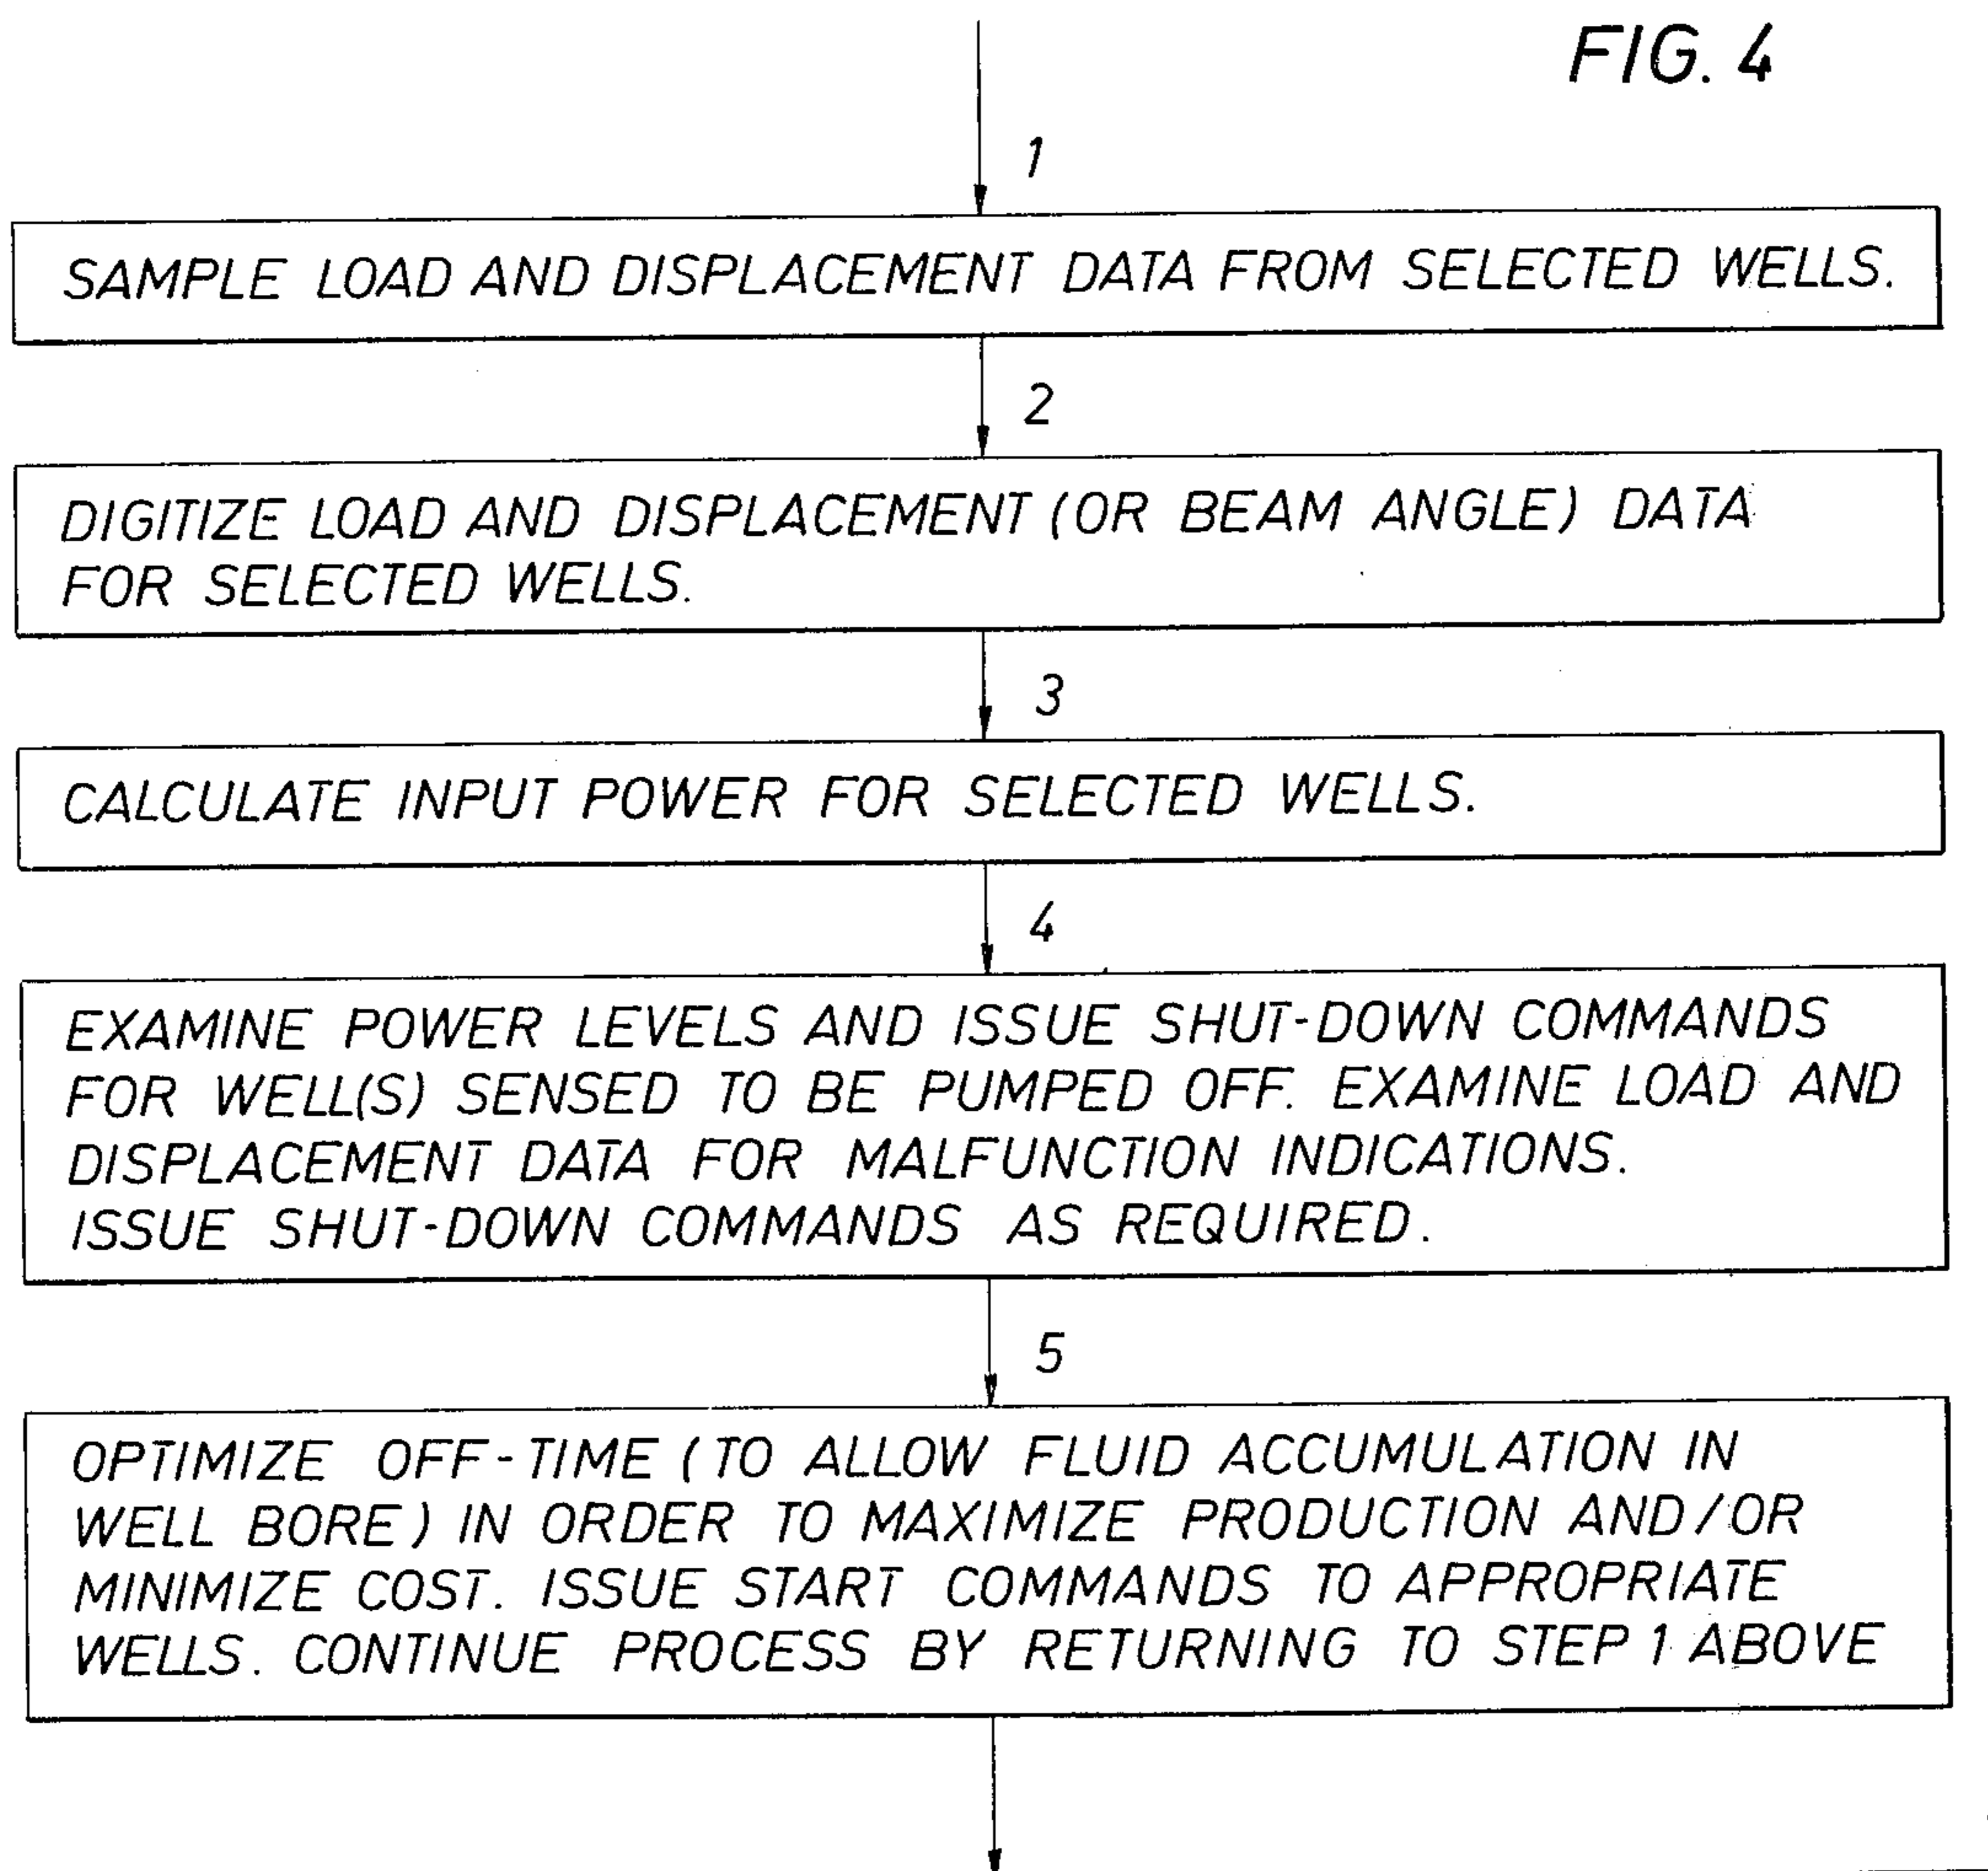 FIG. 4
1
SAMPLE LOAD AND DISPLACEMENT DATA FROM SELECTED WELLS.
2
DIGITIZE LOAD AND DISPLACEMENT (OR BEAM ANGLE) DATA
FOR SELECTED WELLS.
3
CALCULATE INPUT POWER FOR SELECTED WELLS.
4
EXAMINE POWER LEVELS AND ISSUE SHUT-DOWN COMMANDS
FOR WELL(S) SENSED TO BE PUMPED OFF. EXAMINE LOAD AND
DISPLACEMENT DATA FOR MALFUNCTION INDICATIONS.
ISSUE SHUT-DOWN COMMANDS AS REQUIRED.
5
OPTIMIZE OFF-TIME (TO ALLOW FLUID ACCUMULATION IN
WELL BORE) IN ORDER TO MAXIMIZE PRODUCTION AND/OR
MINIMIZE COST. ISSUE START COMMANDS TO APPROPRIATE
WELLS. CONTINUE PROCESS BY RETURNING TO STEP 1 ABOVE